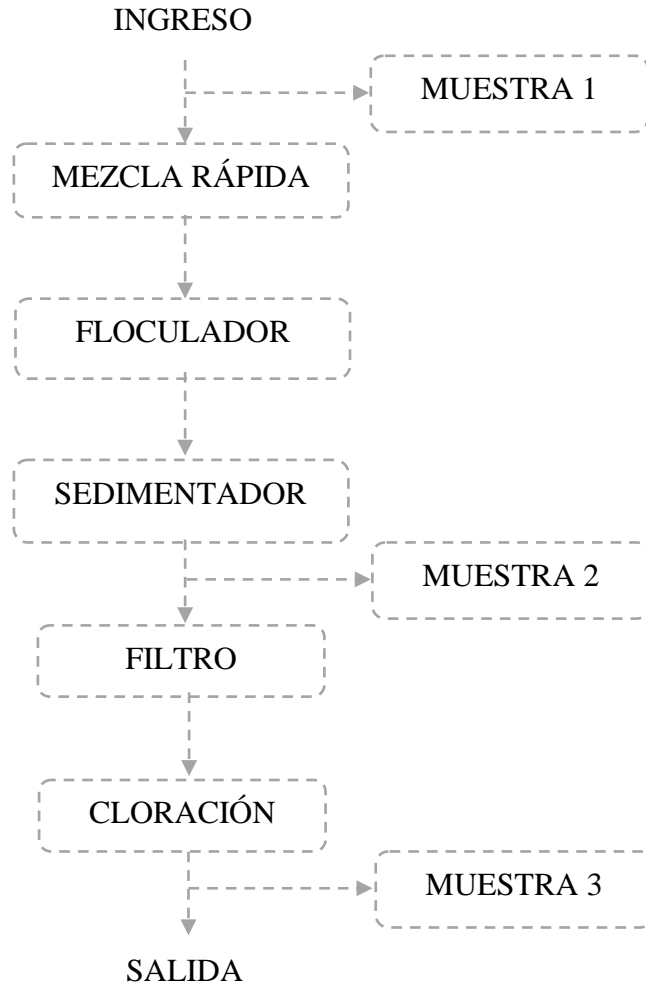 INGRESO
MUESTRA 1
MEZCLA RÁPIDA
FLOCULADOR
SEDIMENTADOR
MUESTRA 2
FILTRO
CLORACIÓN
MUESTRA 3
SALIDA